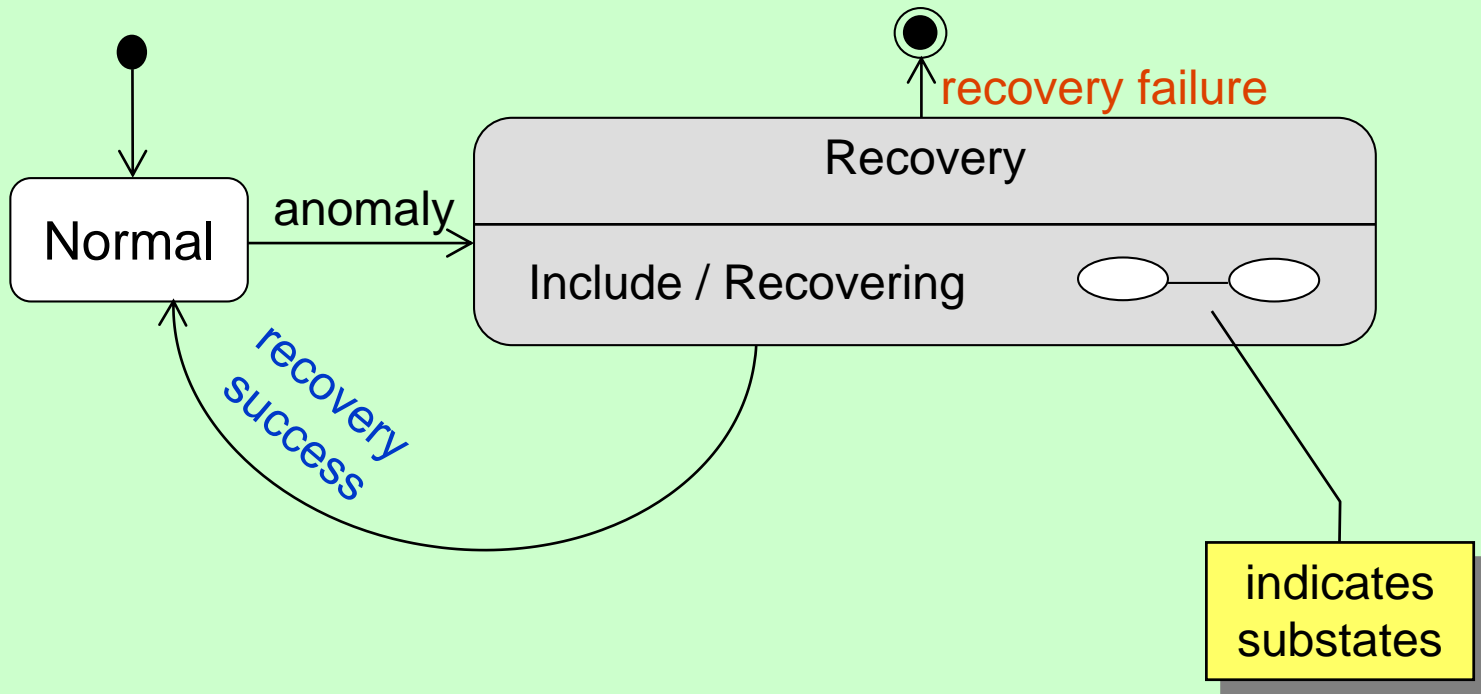 recovery failure
Recovery
anomaly
Normal
Include / Recovering
recovery
success
indicates
substates